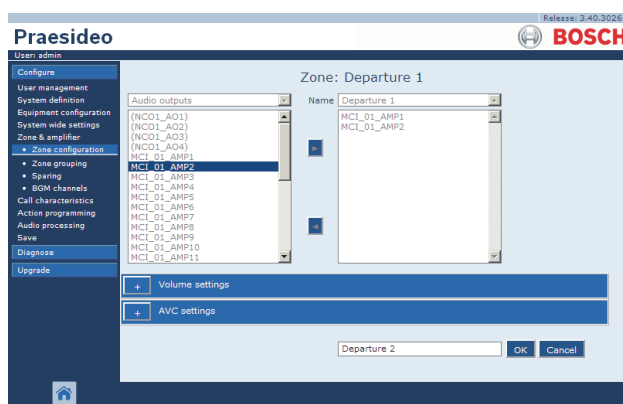 Release: 3.40.3026
Praesideo
BOSCH
User: admin
Configure
User management
System definition
Equipment configuration
System wide settings
Zone & amplifier
• Zone configuration
• Zone grouping
• Sparing
• BGM channels
Call characteristics
Action programming
Audio processing
Save
Diagnose
Upgrade
Zone: Departure 1
Audio outputs
(NCO1_AO1)
(NCO1_AO2)
(NCO1_AO3)
(NCO1_AO4)
MCI_01_AMP1
MCI_01_AMP2
MCI_01_AMP3
MCI_01_AMP4
MCI_01_AMP5
MCI_01_AMP6
MCI_01_AMP7
MCI_01_AMP8
MCI_01_AMP9
MCI_01_AMP10
MCI_01_AMP11
Name Departure 1
MCI_01_AMP1
MCI_01_AMP2
+ Volume settings
+ AVC settings
Departure 2
OK
Cancel